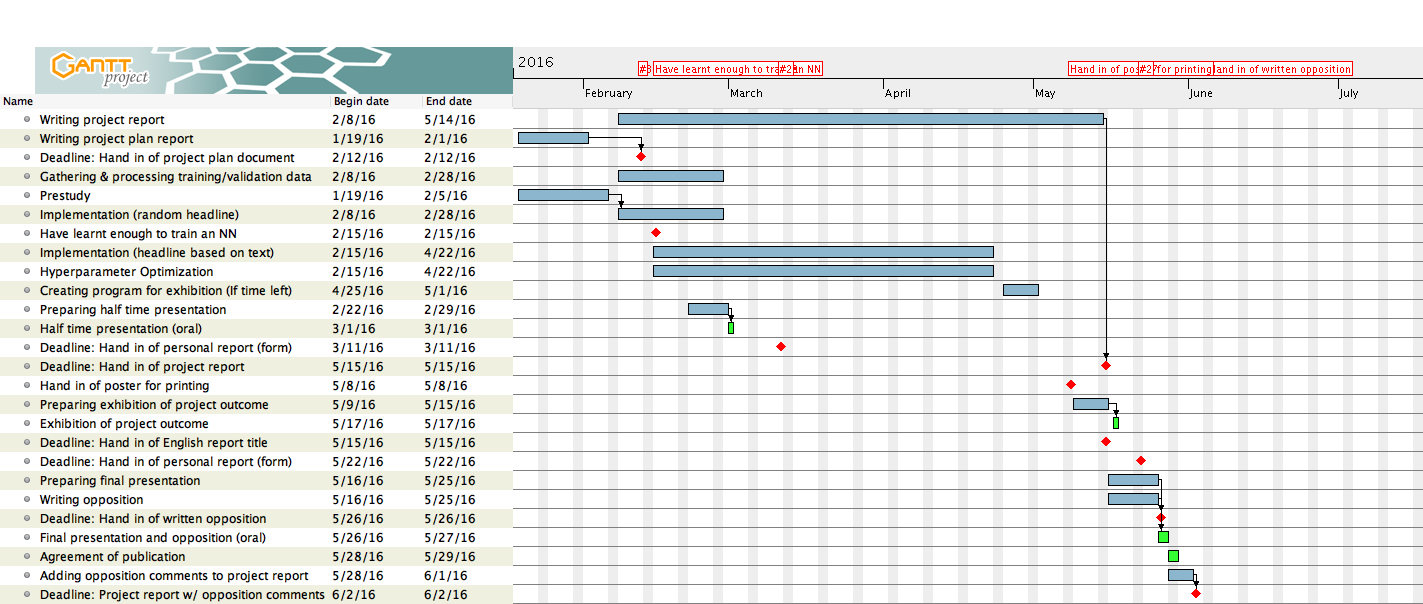 GANTT
project
2016
#3 Have learnt enough to tra #2 in NN Hand in of pos #2 for printing and in of written opposition
February March April May June July
Name Begin date End date
Writing project report 2/8/16 5/14/16
Writing project plan report 1/19/16 2/1/16
Deadline: Hand in of project plan document 2/12/16 2/12/16
Gathering & processing training/validation data 2/8/16 2/28/16
Prestudy 1/19/16 2/5/16
Implementation (random headline) 2/8/16 2/28/16
Have learnt enough to train an NN 2/15/16 2/15/16
Implementation (headline based on text) 2/15/16 4/22/16
Hyperparameter Optimization 2/15/16 4/22/16
Creating program for exhibition (If time left) 4/25/16 5/1/16
Preparing half time presentation 2/22/16 2/29/16
Half time presentation (oral) 3/1/16 3/1/16
Deadline: Hand in of personal report (form) 3/11/16 3/11/16
Deadline: Hand in of project report 5/15/16 5/15/16
Hand in of poster for printing 5/8/16 5/8/16
Preparing exhibition of project outcome 5/9/16 5/15/16
Exhibition of project outcome 5/17/16 5/17/16
Deadline: Hand in of English report title 5/15/16 5/15/16
Deadline: Hand in of personal report (form) 5/22/16 5/22/16
Preparing final presentation 5/16/16 5/25/16
Writing opposition 5/16/16 5/25/16
Deadline: Hand in of written opposition 5/26/16 5/26/16
Final presentation and opposition (oral) 5/26/16 5/27/16
Agreement of publication 5/28/16 5/29/16
Adding opposition comments to project report 5/28/16 6/1/16
Deadline: Project report w/ opposition comments 6/2/16 6/2/16